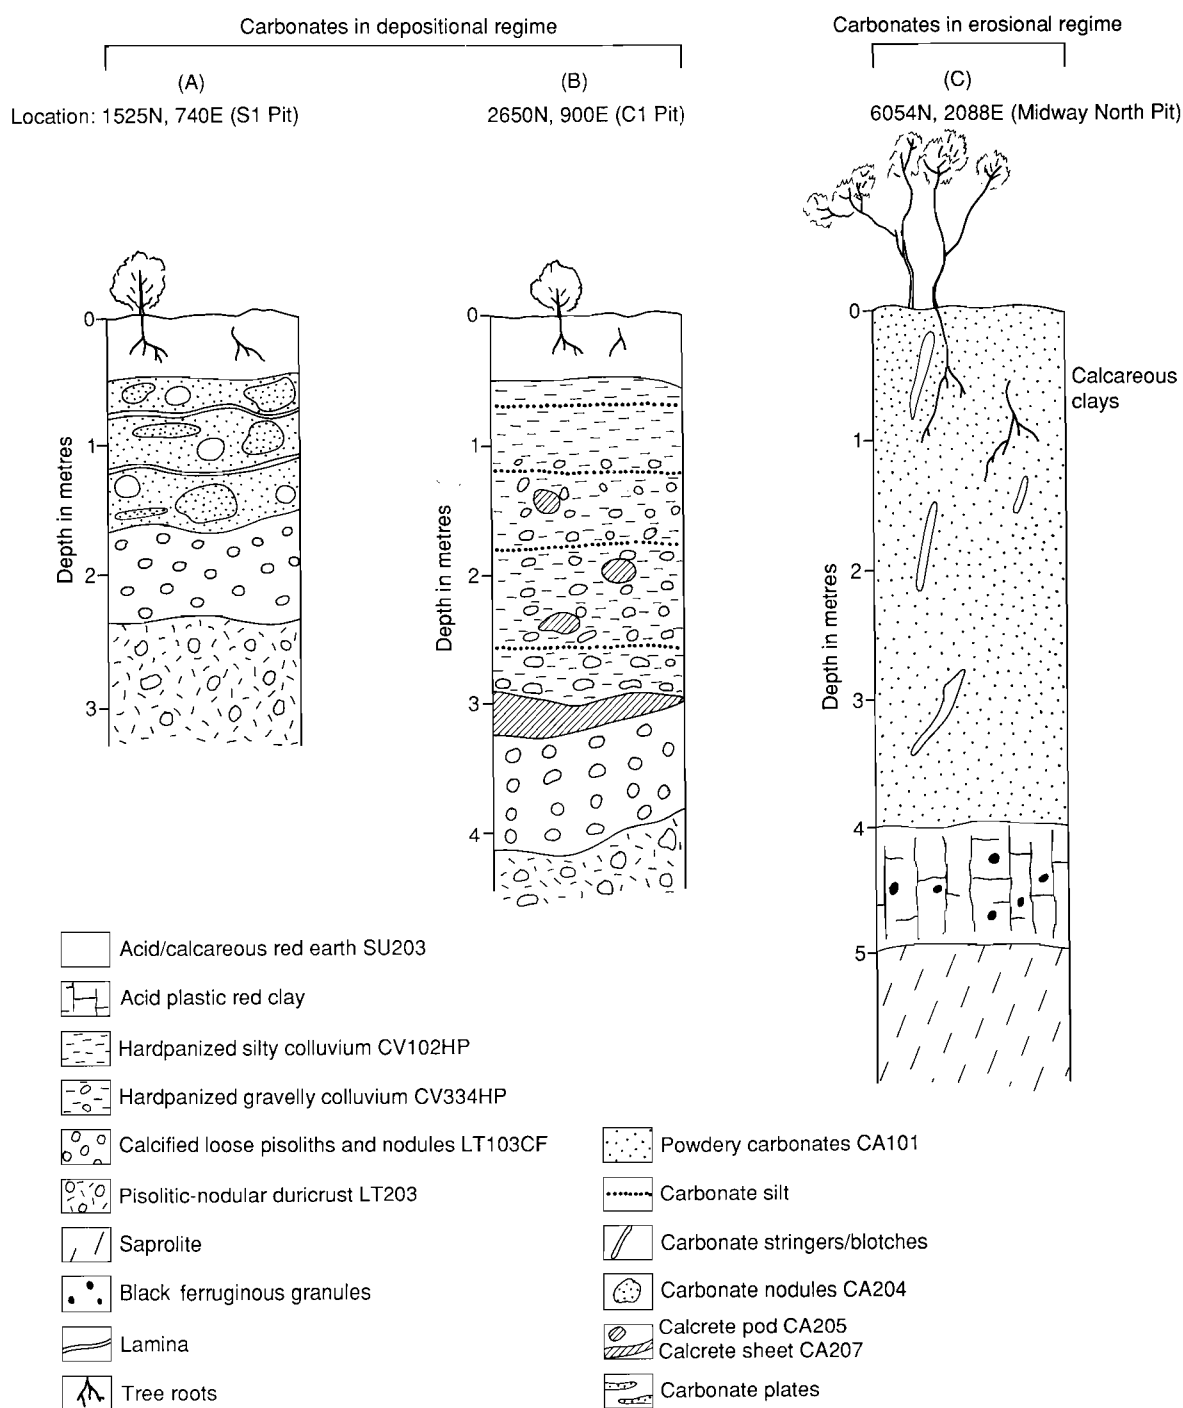 Carbonates in depositional regime
Carbonates in erosional regime
(A)
(B)
(C)
Location: 1525N, 740E (S1 Pit)
2650N, 900E (C1 Pit)
6054N, 2088E (Midway North Pit)
0
1
2
3
Depth in metres
0
1
2
3
4
Depth in metres
0
1
2
3
4
5
Depth in metres
Calcareous
clays
Acid/calcareous red earth SU203
Acid plastic red clay
Hardpanized silty colluvium CV102HP
Hardpanized gravelly colluvium CV334HP
Calcified loose pisoliths and nodules LT103CF
Pisolitic-nodular duricrust LT203
Saprolite
Black ferruginous granules
Lamina
Tree roots
Powdery carbonates CA101
Carbonate silt
Carbonate stringers/blotches
Carbonate nodules CA204
Calcrete pod CA205
Calcrete sheet CA207
Carbonate plates